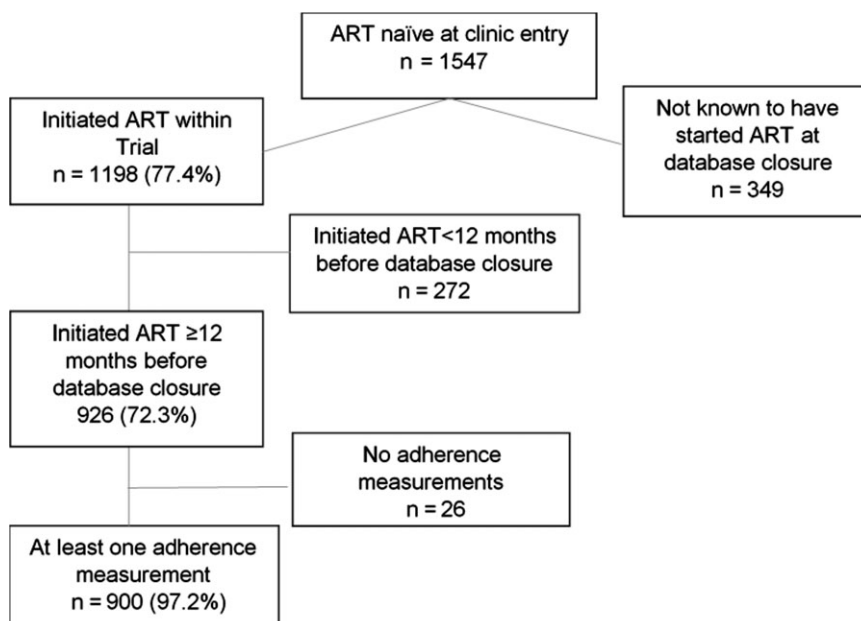 ART naïve at clinic entry
n = 1547
Initiated ART within
Trial
n = 1198 (77.4%)
Not known to have
started ART at
database closure
n = 349
Initiated ART<12 months
before database closure
n = 272
Initiated ART ≥12
months before
database closure
926 (72.3%)
No adherence
measurements
n = 26
At least one adherence
measurement
n = 900 (97.2%)